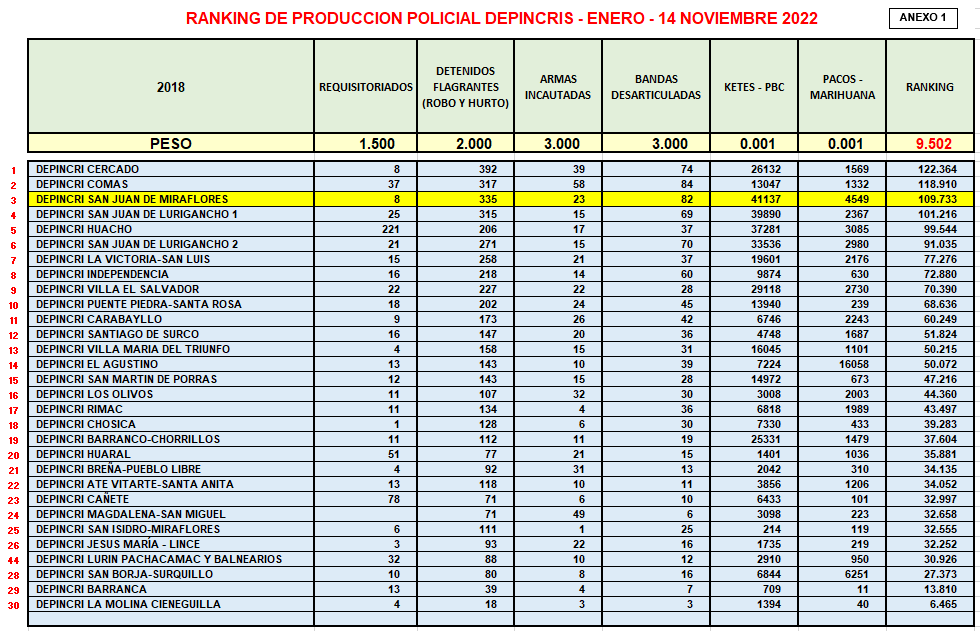 RANKING DE PRODUCCION POLICIAL DEPINCRIS - ENERO - 14 NOVIEMBRE 2022
ANEXO 1
2018 REQUISITORIADOS DETENIDOS FLAGRANTES (ROBO Y HURTO) ARMAS INCAUTADAS BANDAS DESARTICULADAS KETES - PBC PACOS - MARIHUANA RANKING
PESO 1.500 2.000 3.000 3.000 0.001 0.001 9.502
1 DEPINCRI CERCADO 8 392 39 74 26132 1569 122.364
2 DEPINCRI COMAS 37 317 58 84 13047 1332 118.910
3 DEPINCRI SAN JUAN DE MIRAFLORES 8 335 23 82 41137 4549 109.733
4 DEPINCRI SAN JUAN DE LURIGANCHO 1 25 315 15 69 39890 2367 101.216
5 DEPINCRI HUACHO 221 206 17 37 37281 3085 99.544
6 DEPINCRI SAN JUAN DE LURIGANCHO 2 21 271 15 70 33536 2980 91.035
7 DEPINCRI LA VICTORIA-SAN LUIS 15 258 21 37 19601 2176 77.276
8 DEPINCRI INDEPENDENCIA 16 218 14 60 9874 630 72.880
9 DEPINCRI VILLA EL SALVADOR 22 227 22 28 29118 2730 70.390
10 DEPINCRI PUENTE PIEDRA-SANTA ROSA 18 202 24 45 13940 239 68.636
11 DEPINCRI CARABAYLLO 9 173 26 42 6746 2243 60.249
12 DEPINCRI SANTIAGO DE SURCO 16 147 20 36 4748 1687 51.824
13 DEPINCRI VILLA MARIA DEL TRIUNFO 4 158 15 31 16045 1101 50.215
14 DEPINCRI EL AGUSTINO 13 143 10 39 7224 16058 50.072
15 DEPINCRI SAN MARTIN DE PORRAS 12 143 15 28 14972 673 47.216
16 DEPINCRI LOS OLIVOS 11 107 32 30 3008 2003 44.360
17 DEPINCRI RIMAC 11 134 4 36 6818 1989 43.497
18 DEPINCRI CHOSICA 1 128 6 30 7330 433 39.283
19 DEPINCRI BARRANCO-CHORRILLOS 11 112 11 19 25331 1479 37.604
20 DEPINCRI HUARAL 51 77 21 15 1401 1036 35.881
21 DEPINCRI BREÑA-PUEBLO LIBRE 4 92 31 13 2042 310 34.135
22 DEPINCRI ATE VITARTE-SANTA ANITA 13 118 10 11 3856 1206 34.052
23 DEPINCRI CAÑETE 78 71 6 10 6433 101 32.997
24 DEPINCRI MAGDALENA-SAN MIGUEL 71 49 6 3098 223 32.658
25 DEPINCRI SAN ISIDRO-MIRAFLORES 6 111 1 25 214 119 32.555
26 DEPINCRI JESUS MARÍA - LINCE 3 93 22 16 1735 219 32.252
44 DEPINCRI LURIN PACHACAMAC Y BALNEARIOS 32 88 10 12 2910 950 30.926
28 DEPINCRI SAN BORJA-SURQUILLO 10 80 8 16 6844 6251 27.373
29 DEPINCRI BARRANCA 13 39 4 7 709 11 13.810
30 DEPINCRI LA MOLINA CIENEGUILLA 4 18 3 3 1394 40 6.465